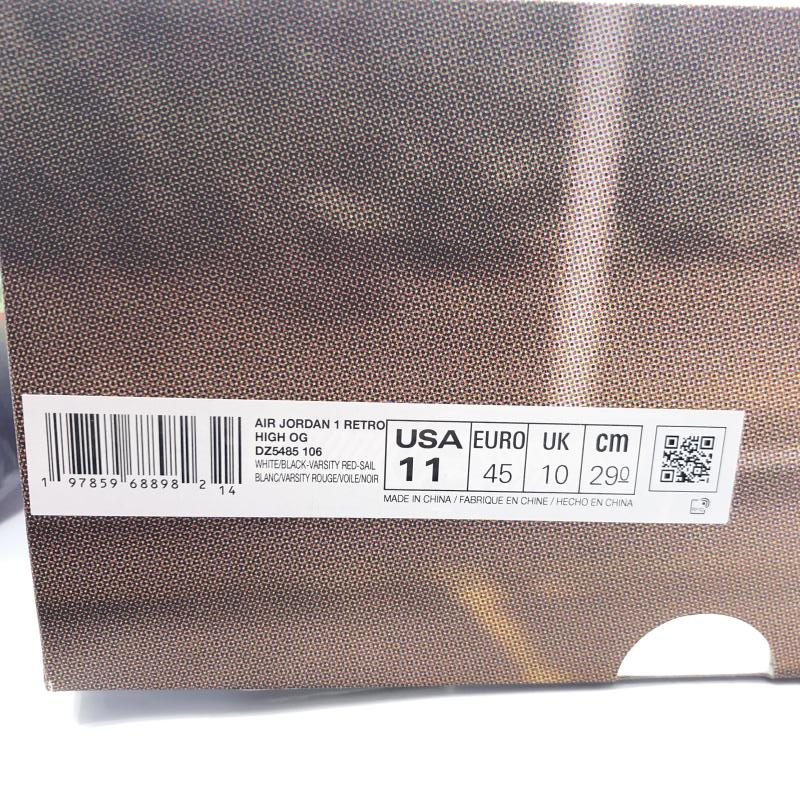 AIR JORDAN 1 RETRO
HIGH OG
DZ5485 106
WHITE/BLACK-VARSITY RED-SAIL
BLANC/VARSITY ROUGE/VOILE/NOIR
1 97859 68898 2 14
USA EURO UK cm
11 45 10 290
MADE IN CHINA / FABRIQUE EN CHINE / HECHO EN CHINA